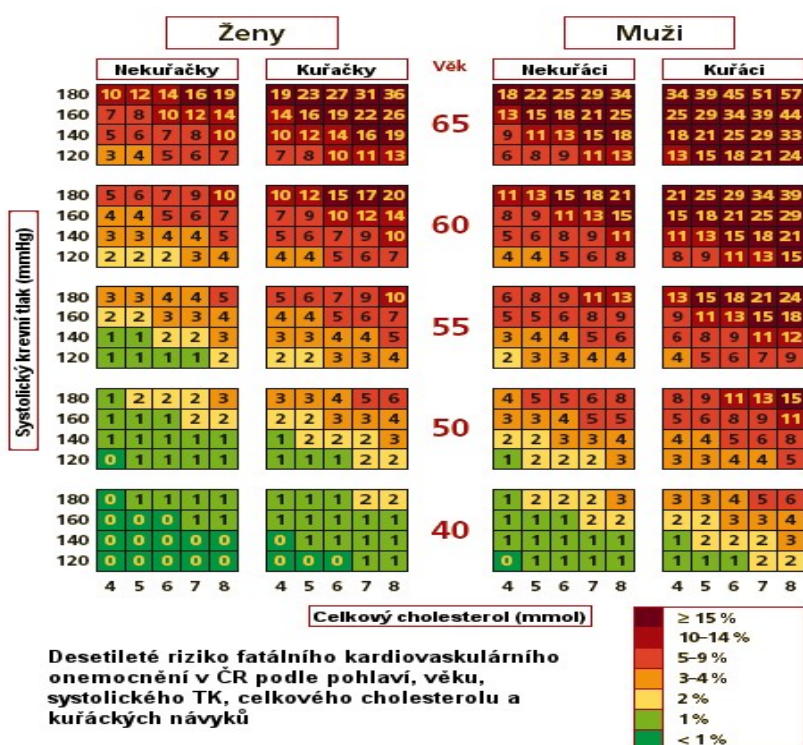 Ženy Muži
Nekuřačky Kuřačky Věk Nekuřáci Kuřáci
180 10 12 14 16 19 19 23 27 31 36 18 22 25 29 34 34 39 45 51 57
160 7 8 10 12 14 14 16 19 22 26 65 13 15 18 21 25 25 29 34 39 44
140 5 6 7 8 10 10 12 14 16 19 9 11 13 15 18 18 21 25 29 33
120 3 4 5 6 7 7 8 10 11 13 6 8 9 11 13 13 15 18 21 24
180 5 6 7 9 10 10 12 15 17 20 11 13 15 18 21 21 25 29 34 39
160 4 4 5 6 7 7 9 10 12 14 60 8 9 11 13 15 15 18 21 25 29
140 3 3 4 4 5 5 6 7 9 10 5 6 8 9 11 11 13 15 18 21
120 2 2 2 3 4 4 4 5 6 7 4 4 5 6 8 8 9 11 13 15
Systolický krevní tlak (mmHg)
180 3 3 4 4 5 5 6 7 9 10 6 8 9 11 13 13 15 18 21 24
160 2 2 3 3 4 4 4 5 6 7 55 5 5 6 8 9 9 11 13 15 18
140 1 1 2 2 3 3 3 4 4 5 3 4 4 5 6 6 8 9 11 12
120 1 1 1 1 2 2 2 3 3 4 2 3 3 4 4 4 5 6 7 9
180 1 2 2 2 3 3 3 4 5 6 4 5 5 6 8 8 9 11 13 15
160 1 1 1 2 2 2 2 3 3 4 50 3 3 4 5 5 5 6 8 9 11
140 1 1 1 1 1 1 2 2 2 3 2 2 3 3 4 4 4 5 6 8
120 0 1 1 1 1 1 1 1 2 2 1 2 2 2 3 3 3 4 4 5
180 0 1 1 1 1 1 1 1 2 2 1 2 2 2 3 3 3 4 5 6
160 0 0 0 1 1 1 1 1 1 1 40 1 1 1 2 2 2 2 3 3 4
140 0 0 0 0 0 0 1 1 1 1 1 1 1 1 1 1 2 2 2 3
120 0 0 0 0 0 0 0 0 1 1 0 1 1 1 1 1 1 1 2 2
4 5 6 7 8 4 5 6 7 8 4 5 6 7 8 4 5 6 7 8
Celkový cholesterol (mmol)
≥ 15 %
10–14 %
5–9 %
3–4 %
2 %
1 %
< 1 %
Desetileté riziko fatálního kardiovaskulárního
onemocnění v ČR podle pohlaví, věku,
systolického TK, celkového cholesterolu a
kuřáckých návyků